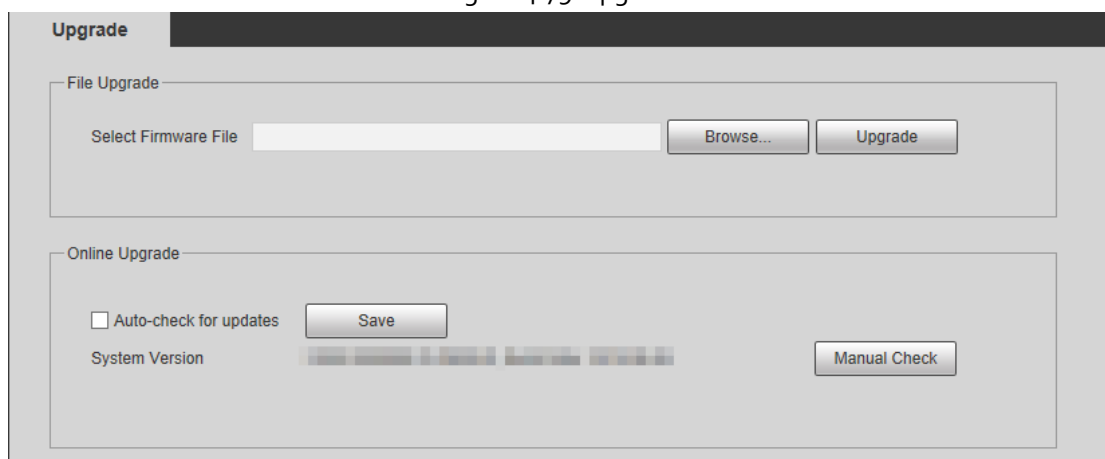 Upgrade
File Upgrade
Select Firmware File Browse... Upgrade
Online Upgrade
Auto-check for updates Save
System Version Manual Check